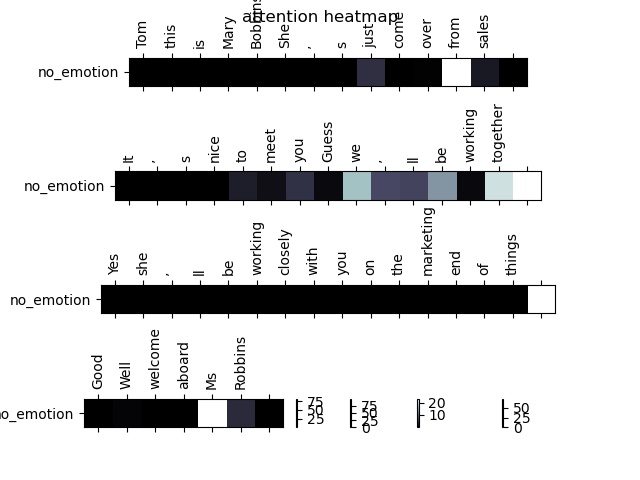 attention heatmap
Tom this is Mary Bobbins She , s just come over from sales
no_emotion
It , s nice to meet you Guess we , ll be working together
no_emotion
Yes she , ll be working closely with you on the marketing end of things
no_emotion
Good Well welcome aboard Ms Robbins
no_emotion
75 50 25
75 50 25 0
20 10
50 25 0